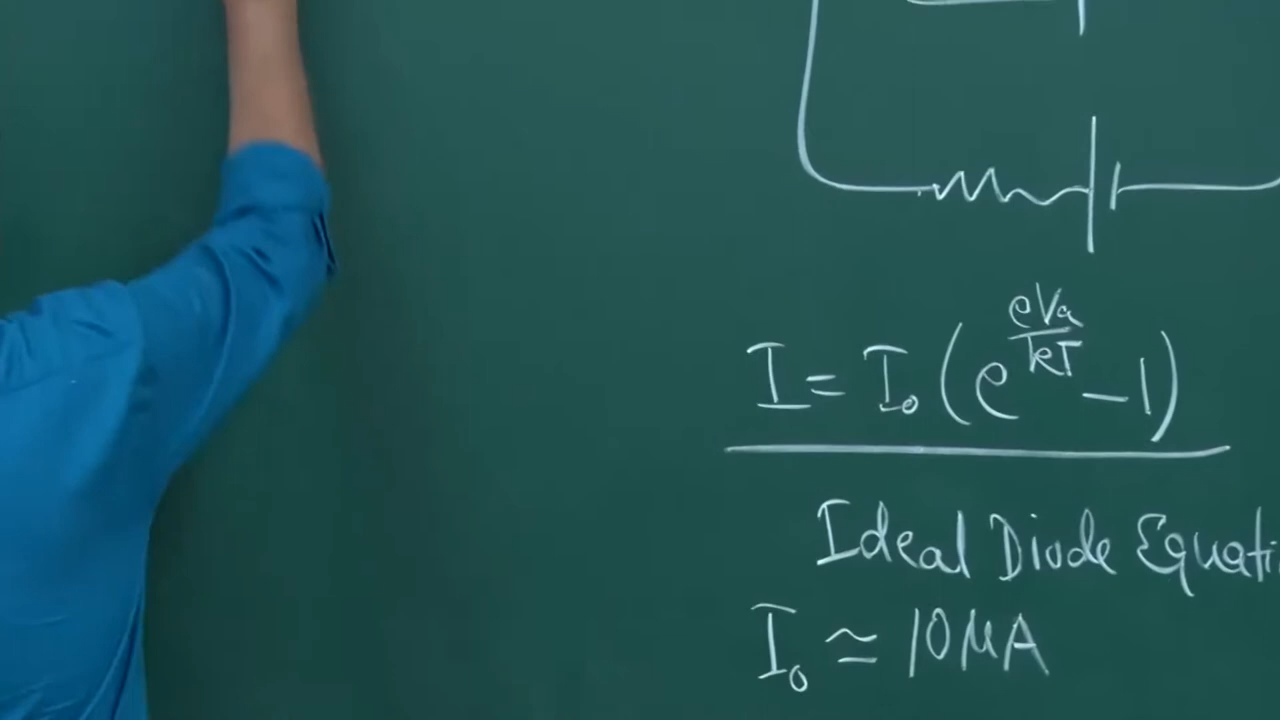 I = I₀ (e^(eVa/kT) − 1)
Ideal Diode Equati
I₀ ≃ 10 μA